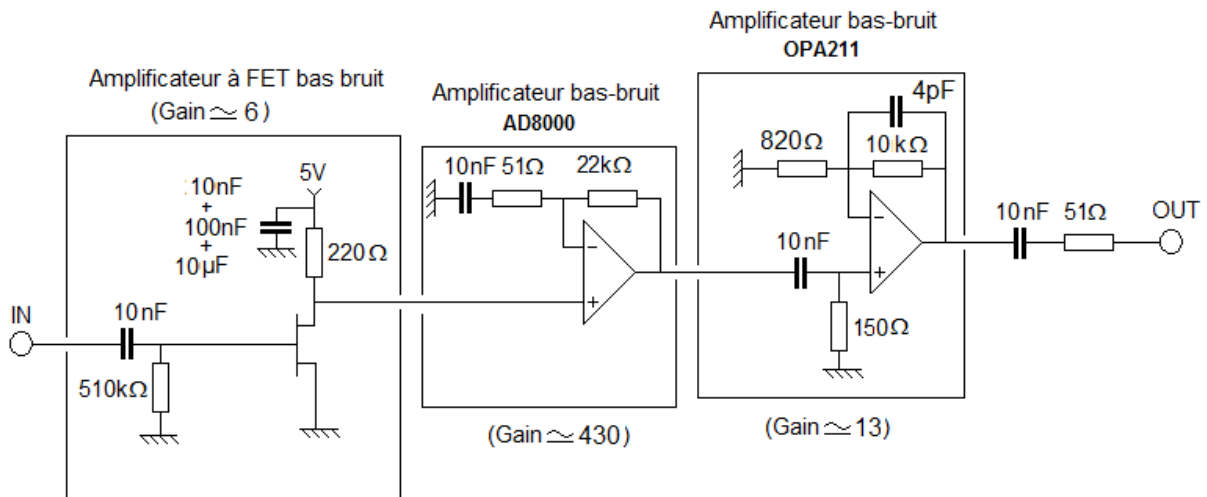 Amplificateur à FET bas bruit
(Gain ≃ 6)
10nF
+
100nF
+
10µF
5V
220Ω
IN
10nF
510kΩ
Amplificateur bas-bruit
AD8000
10nF
51Ω
22kΩ
−
+
(Gain ≃ 430)
Amplificateur bas-bruit
OPA211
4pF
820Ω
10kΩ
−
+
10nF
150Ω
(Gain ≃ 13)
10nF
51Ω
OUT